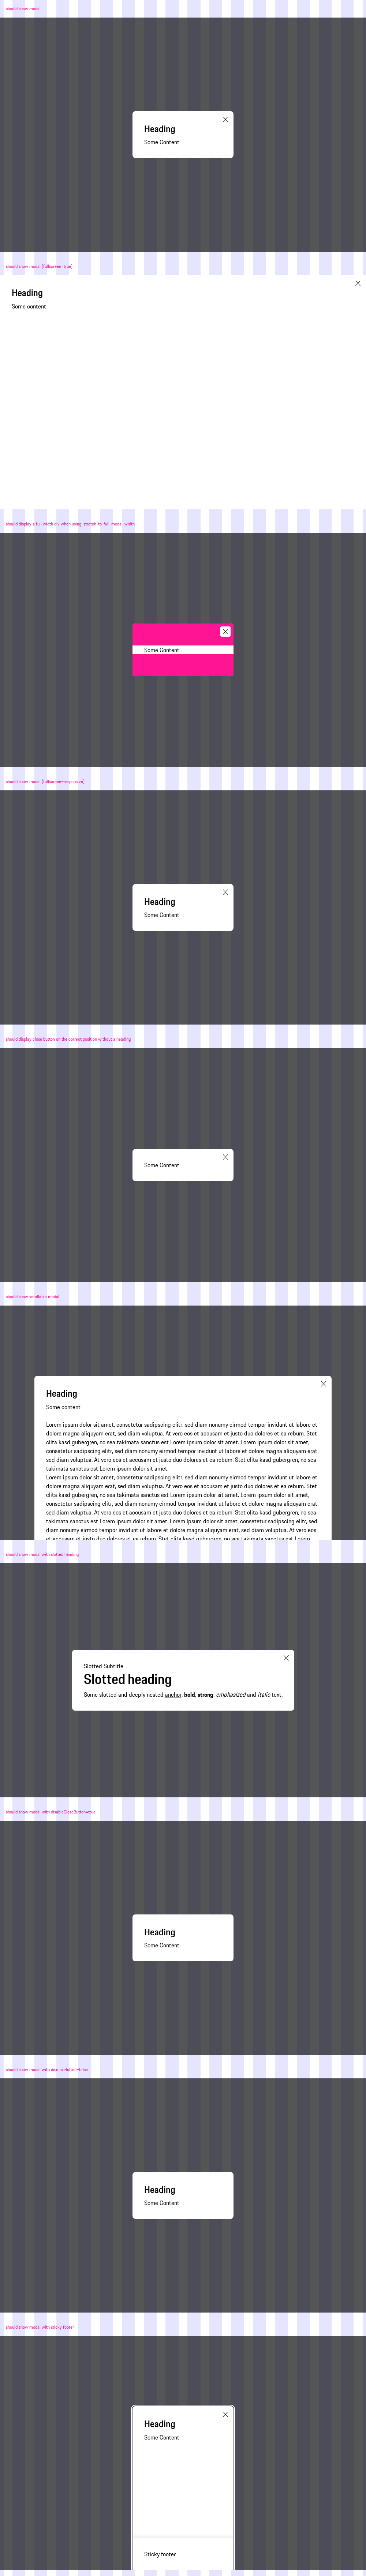 should show modal
Heading
Some Content
should show modal (fullscreen=true)
Heading
Some content
should display a full width div when using .stretch-to-full-modal-width
Some Content
should show modal (fullscreen=responsive)
Heading
Some Content
should display close button on the correct position without a heading
Some Content
should show scrollable modal
Heading
Some content
Lorem ipsum dolor sit amet, consetetur sadipscing elitr, sed diam nonumy eirmod tempor invidunt ut labore et
dolore magna aliquyam erat, sed diam voluptua. At vero eos et accusam et justo duo dolores et ea rebum. Stet
clita kasd gubergren, no sea takimata sanctus est Lorem ipsum dolor sit amet. Lorem ipsum dolor sit amet,
consetetur sadipscing elitr, sed diam nonumy eirmod tempor invidunt ut labore et dolore magna aliquyam erat,
sed diam voluptua. At vero eos et accusam et justo duo dolores et ea rebum. Stet clita kasd gubergren, no sea
takimata sanctus est Lorem ipsum dolor sit amet.
Lorem ipsum dolor sit amet, consetetur sadipscing elitr, sed diam nonumy eirmod tempor invidunt ut labore et
dolore magna aliquyam erat, sed diam voluptua. At vero eos et accusam et justo duo dolores et ea rebum. Stet
clita kasd gubergren, no sea takimata sanctus est Lorem ipsum dolor sit amet. Lorem ipsum dolor sit amet,
consetetur sadipscing elitr, sed diam nonumy eirmod tempor invidunt ut labore et dolore magna aliquyam erat,
sed diam voluptua. At vero eos et accusam et justo duo dolores et ea rebum. Stet clita kasd gubergren, no sea
takimata sanctus est Lorem ipsum dolor sit amet. Lorem ipsum dolor sit amet, consetetur sadipscing elitr, sed
diam nonumy eirmod tempor invidunt ut labore et dolore magna aliquyam erat, sed diam voluptua. At vero eos
et accusam et justo duo dolores et ea rebum. Stet clita kasd gubergren, no sea takimata sanctus est Lorem
should show modal with slotted heading
Slotted Subtitle
Slotted heading
Some slotted and deeply nested anchor, bold, strong, emphasized and italic text.
should show modal with disableCloseButton=true
Heading
Some Content
should show modal with dismissButton=false
Heading
Some Content
should show modal with sticky footer
Heading
Some Content
Sticky footer